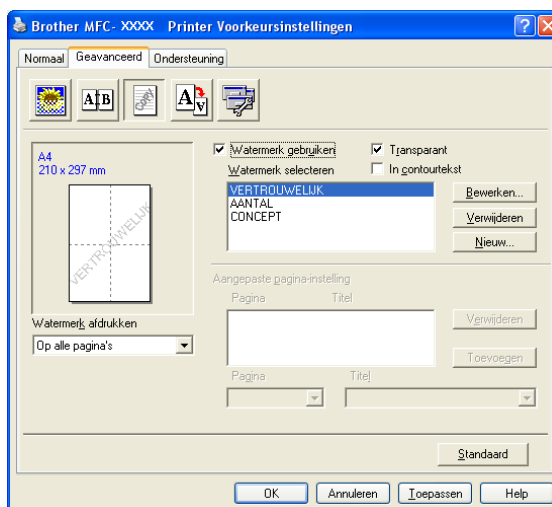 Brother MFC- XXXX Printer Voorkeursinstellingen
Normaal Geavanceerd Ondersteuning
A B Copy A V
A4
210 x 297 mm
VERTROUWELIJK
Watermerk afdrukken
Op alle pagina's
Watermerk gebruiken Transparant
Watermerk selecteren In contourtekst
VERTROUWELIJK
AANTAL
CONCEPT
Bewerken...
Verwijderen
Nieuw...
Aangepaste pagina-instelling
Pagina Titel
Verwijderen
Toevoegen
Pagina Titel
Standaard
OK Annuleren Toepassen Help